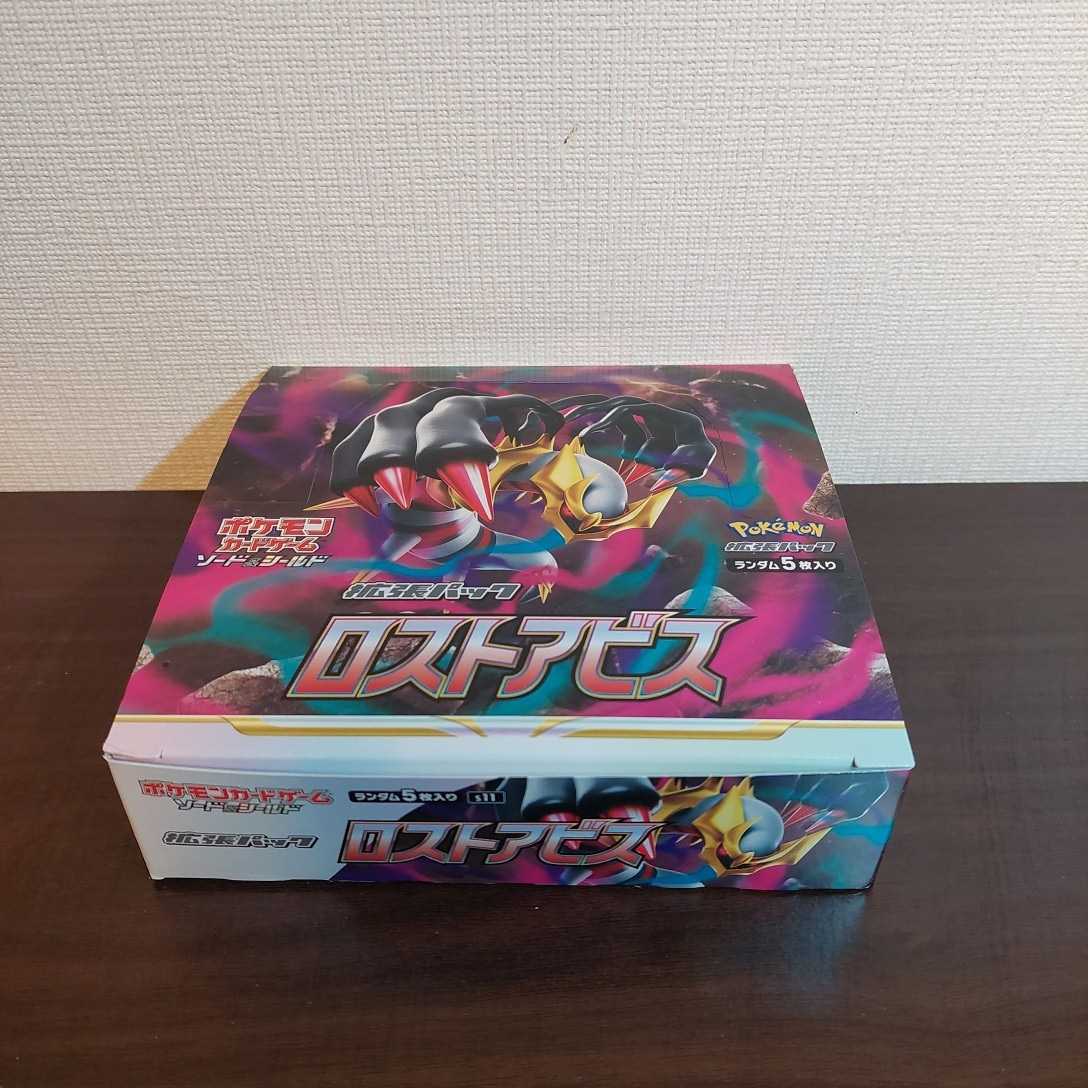 ポケモン
カードゲーム
ソード&シールド
POKéMON
拡張パック
ランダム5枚入り
拡張パック
ロストアビス
ポケモンカードゲーム
ソード&シールド
ランダム5枚入り s11
拡張パック
ロストアビス